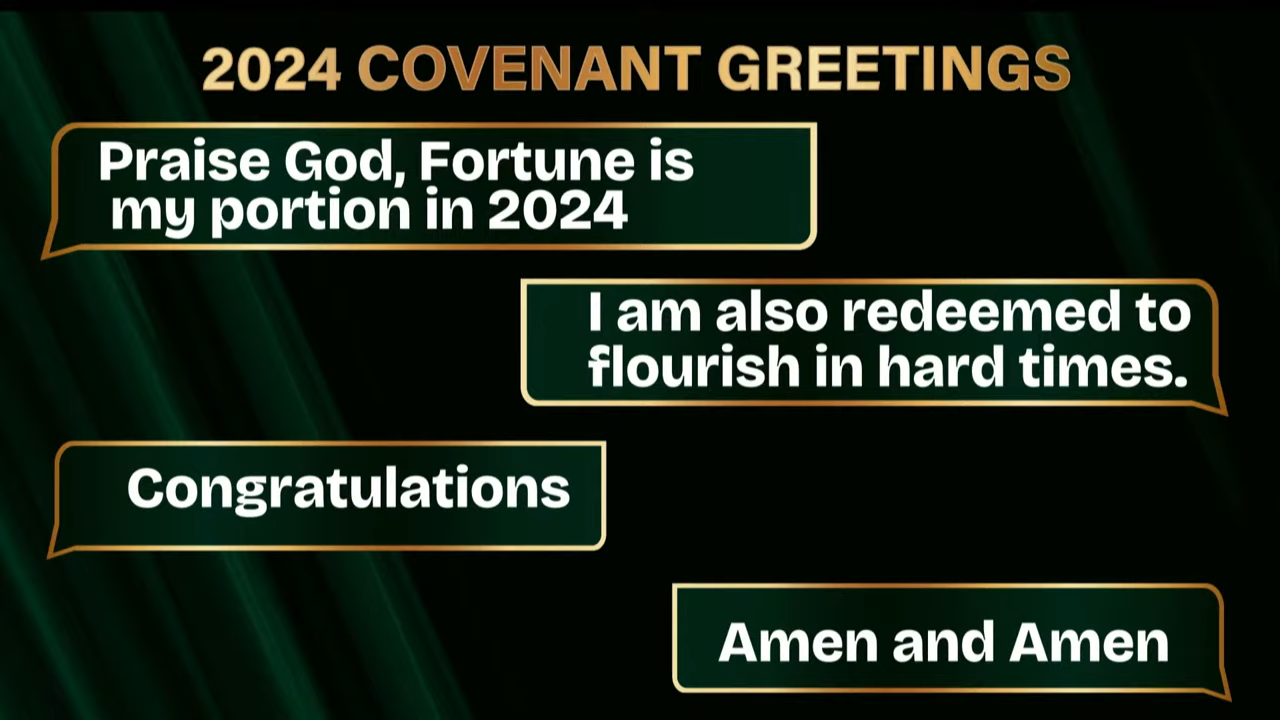 2024 COVENANT GREETINGS
Praise God, Fortune is
my portion in 2024
I am also redeemed to
flourish in hard times.
Congratulations
Amen and Amen